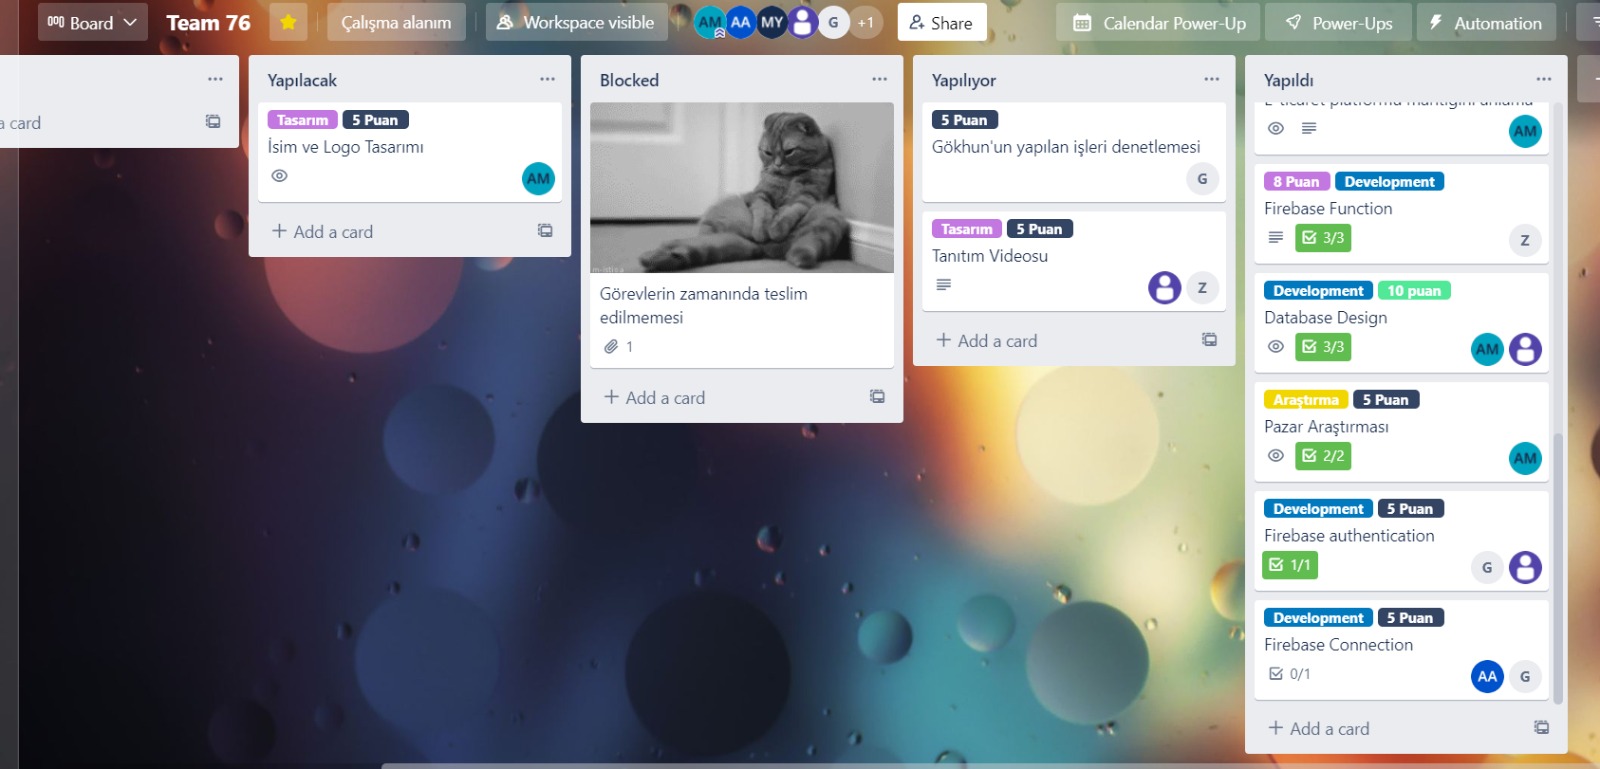 Board
Team 76
Çalışma alanım
Workspace visible
AM AA MY G +1
Share
Calendar Power-Up
Power-Ups
Automation
a card
Yapılacak
Tasarım 5 Puan
İsim ve Logo Tasarımı
AM
+ Add a card
Blocked
Görevlerin zamanında teslim
edilmemesi
1
+ Add a card
Yapılıyor
5 Puan
Gökhun'un yapılan işleri denetlemesi
G
Tasarım 5 Puan
Tanıtım Videosu
Z
+ Add a card
Yapıldı
E-ticaret platformu mantığını anlama
AM
8 Puan Development
Firebase Function
3/3
Z
Development 10 puan
Database Design
3/3
AM
Araştırma 5 Puan
Pazar Araştırması
2/2
AM
Development 5 Puan
Firebase authentication
1/1
G
Development 5 Puan
Firebase Connection
0/1
AA G
+ Add a card